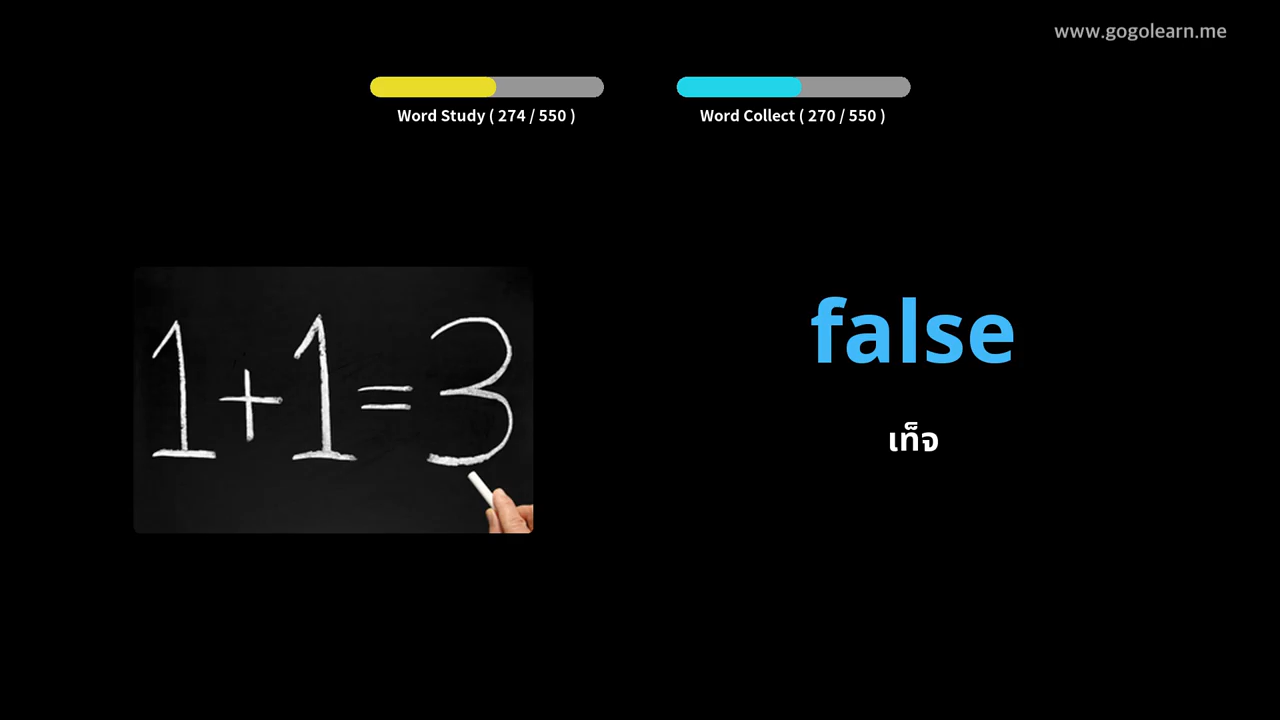 www.gogolearn.me
Word Study ( 274 / 550 )
Word Collect ( 270 / 550 )
1+1=3
false
เท็จ